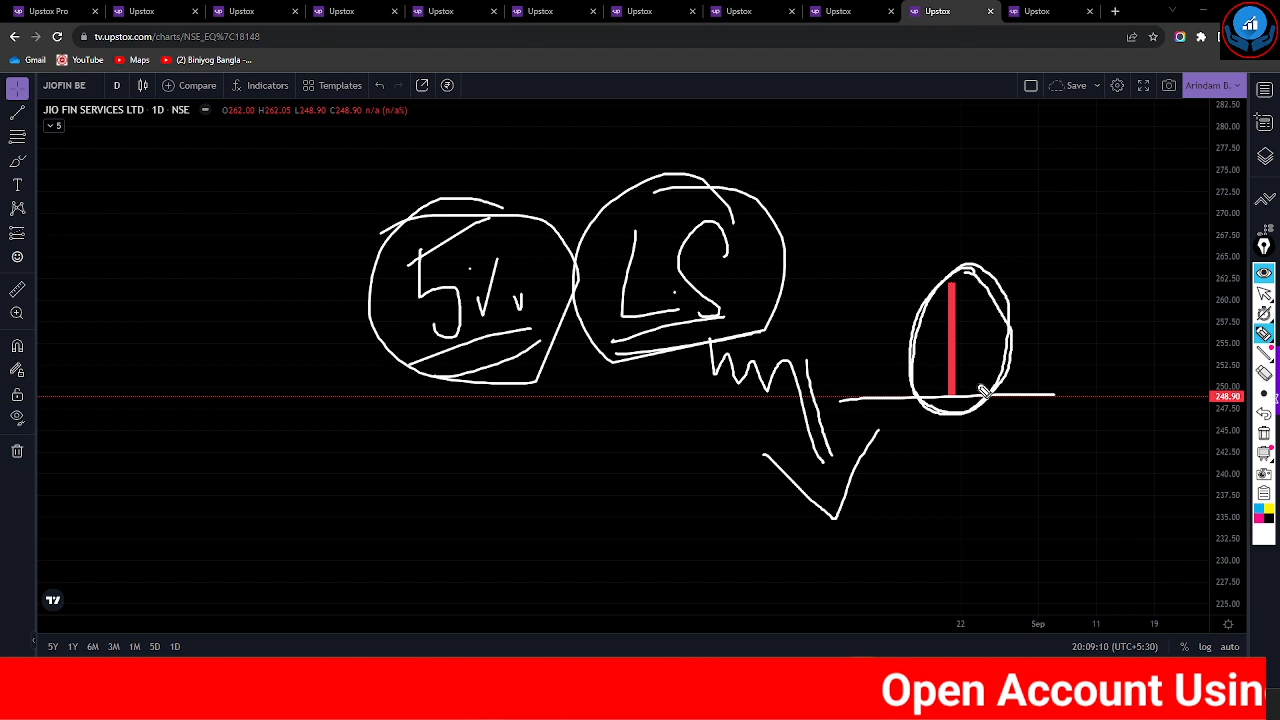 Upstox Pro
Upstox
Upstox
Upstox
Upstox
Upstox
Upstox
Upstox
Upstox
Upstox
Upstox
tv.upstox.com/charts/NSE_EQ%7C18148
Gmail
YouTube
Maps
(2) Biniyog Bangla -...
JIOFIN BE
D
Compare
Indicators
Templates
Save
Arindam B.
JIO FIN SERVICES LTD · 1D · NSE
O262.00 H262.05 L248.90 C248.90 n/a (n/a%)
5
282.50
280.00
277.50
275.00
272.50
270.00
267.50
265.00
262.50
260.00
257.50
255.00
252.50
250.00
248.90
247.50
245.00
242.50
240.00
237.50
235.00
232.50
230.00
227.50
225.00
5%
L.S
22
Sep
11
19
5Y 1Y 6M 3M 1M 5D 1D
20:09:10 (UTC+5:30)
% log auto
Open Account Usin